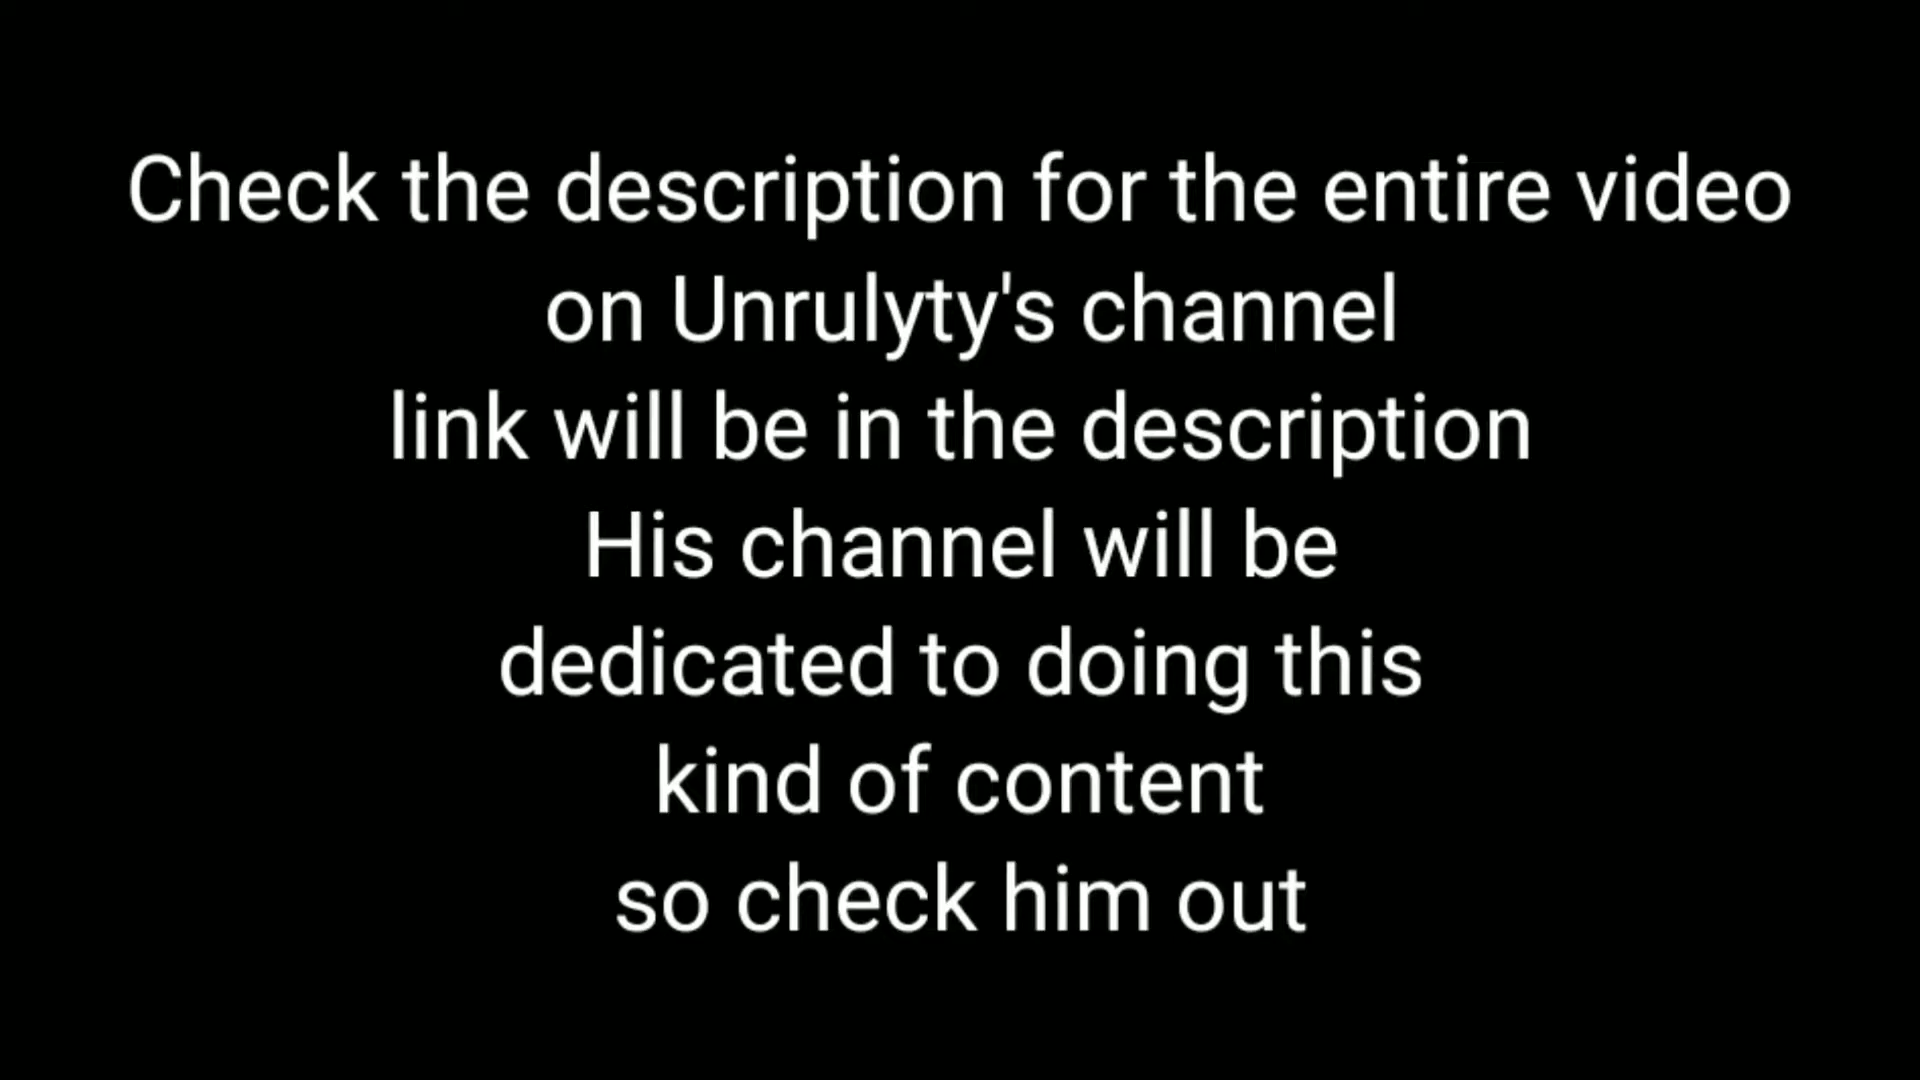 Check the description for the entire video
on Unrulyty's channel
link will be in the description
His channel will be
dedicated to doing this
kind of content
so check him out